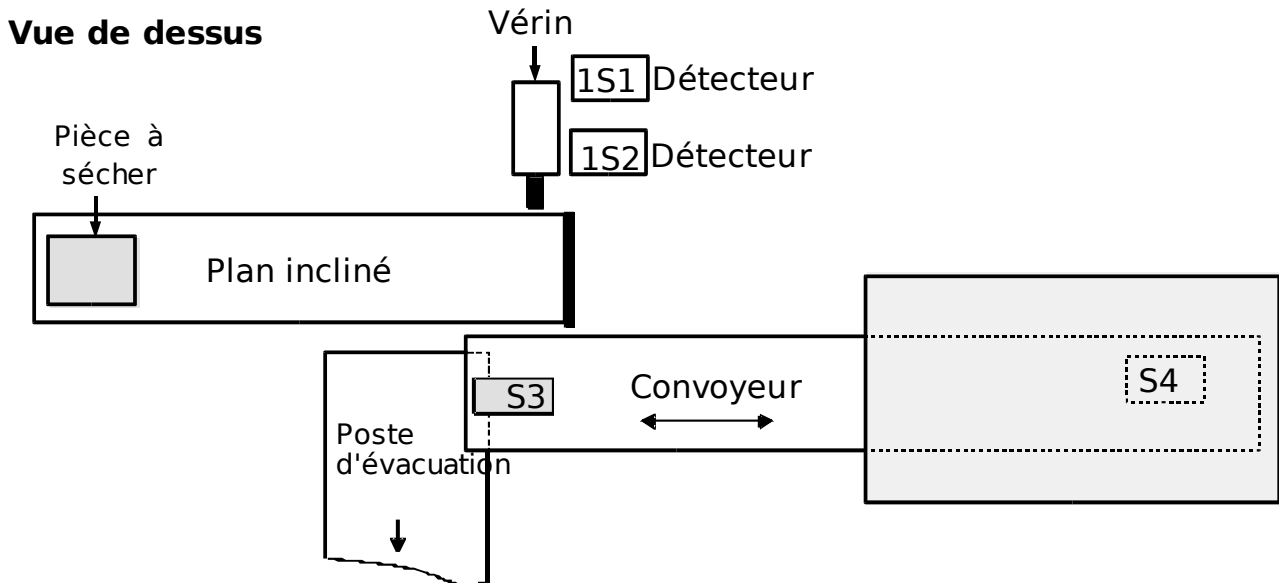 Vue de dessus
Vérin
1S1 Détecteur
1S2 Détecteur
Pièce à
sécher
Plan incliné
S3
Convoyeur
S4
Poste
d'évacuation